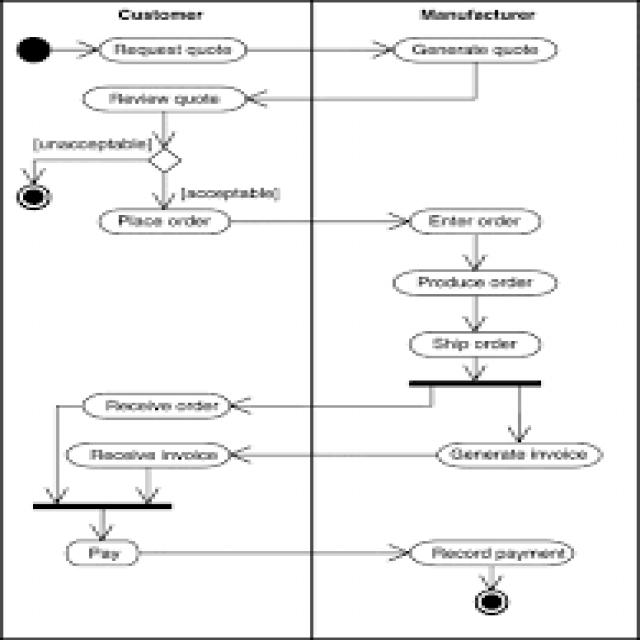 Customer
Manufacturer
Request quote
Generate quote
Review quote
[unacceptable]
[acceptable]
Place order
Enter order
Produce order
Ship order
Receive order
Receive invoice
Generate invoice
Pay
Record payment